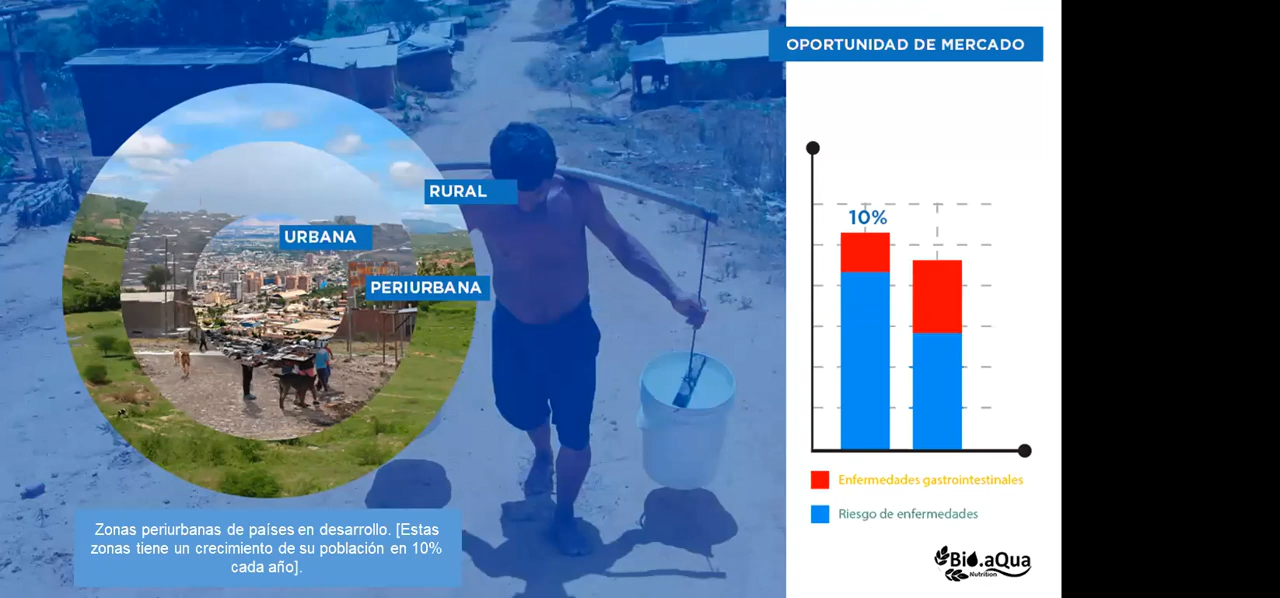 OPORTUNIDAD DE MERCADO
RURAL
URBANA
PERIURBANA
10%
Enfermedades gastrointestinales
Riesgo de enfermedades
Zonas periurbanas de países en desarrollo. [Estas
zonas tiene un crecimiento de su población en 10%
cada año].
Bio.aQua
Nutrition